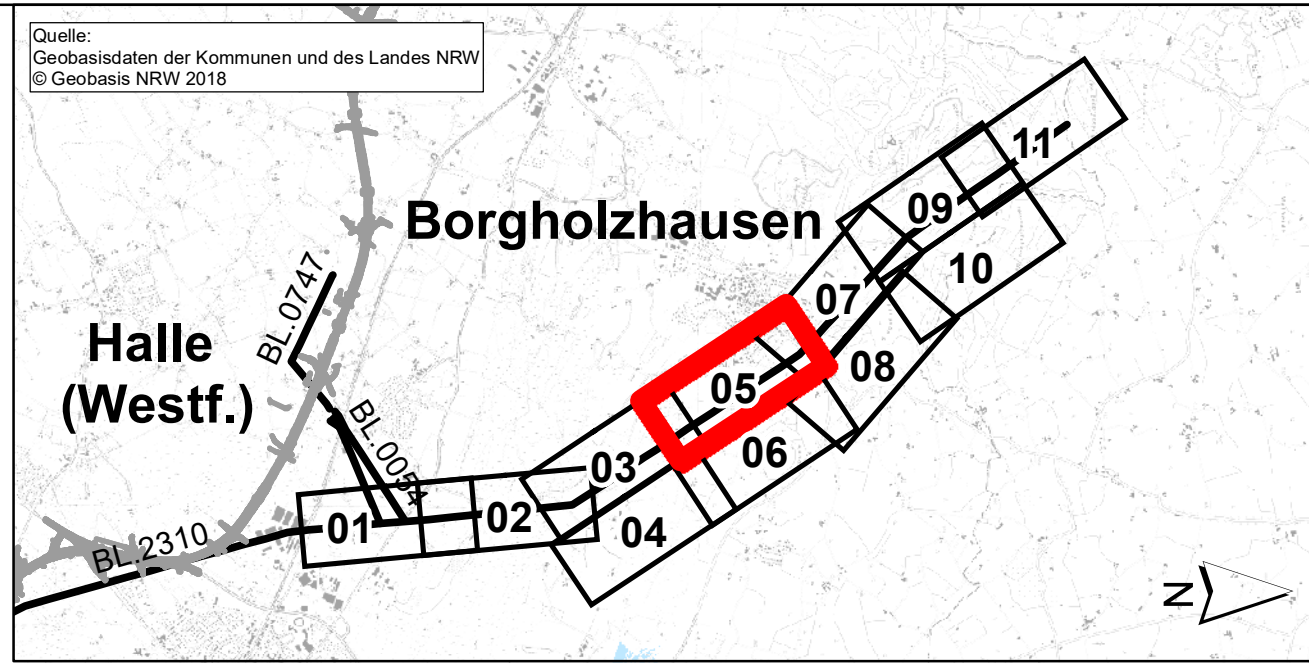 Quelle:
Geobasisdaten der Kommunen und des Landes NRW
© Geobasis NRW 2018
11
Borgholzhausen
09
10
BL.0747
07
Halle
(Westf.)
05
08
BL.0054
06
03
01
02
04
BL.2310
N